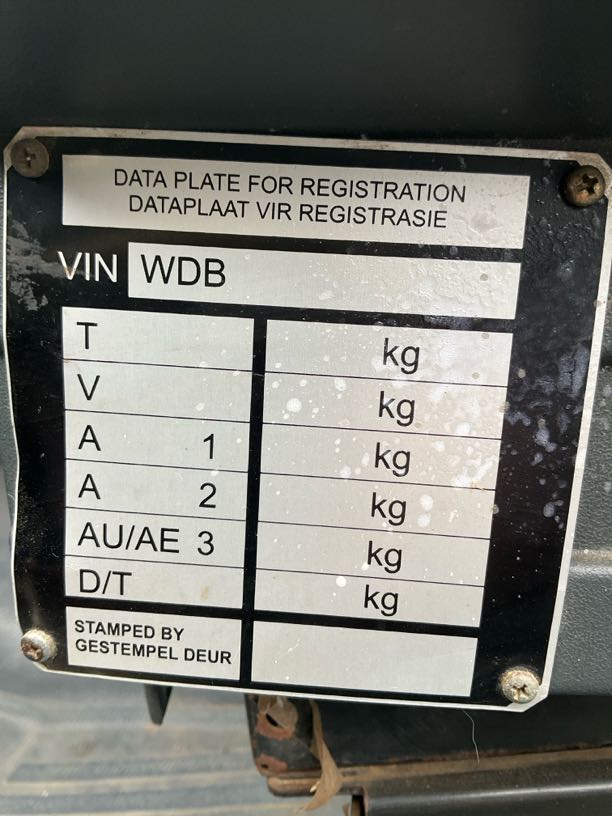 DATA PLATE FOR REGISTRATION
DATAPLAAT VIR REGISTRASIE
VIN WDB
T kg
V kg
A 1 kg
A 2 kg
AU/AE 3 kg
D/T kg
STAMPED BY
GESTEMPEL DEUR